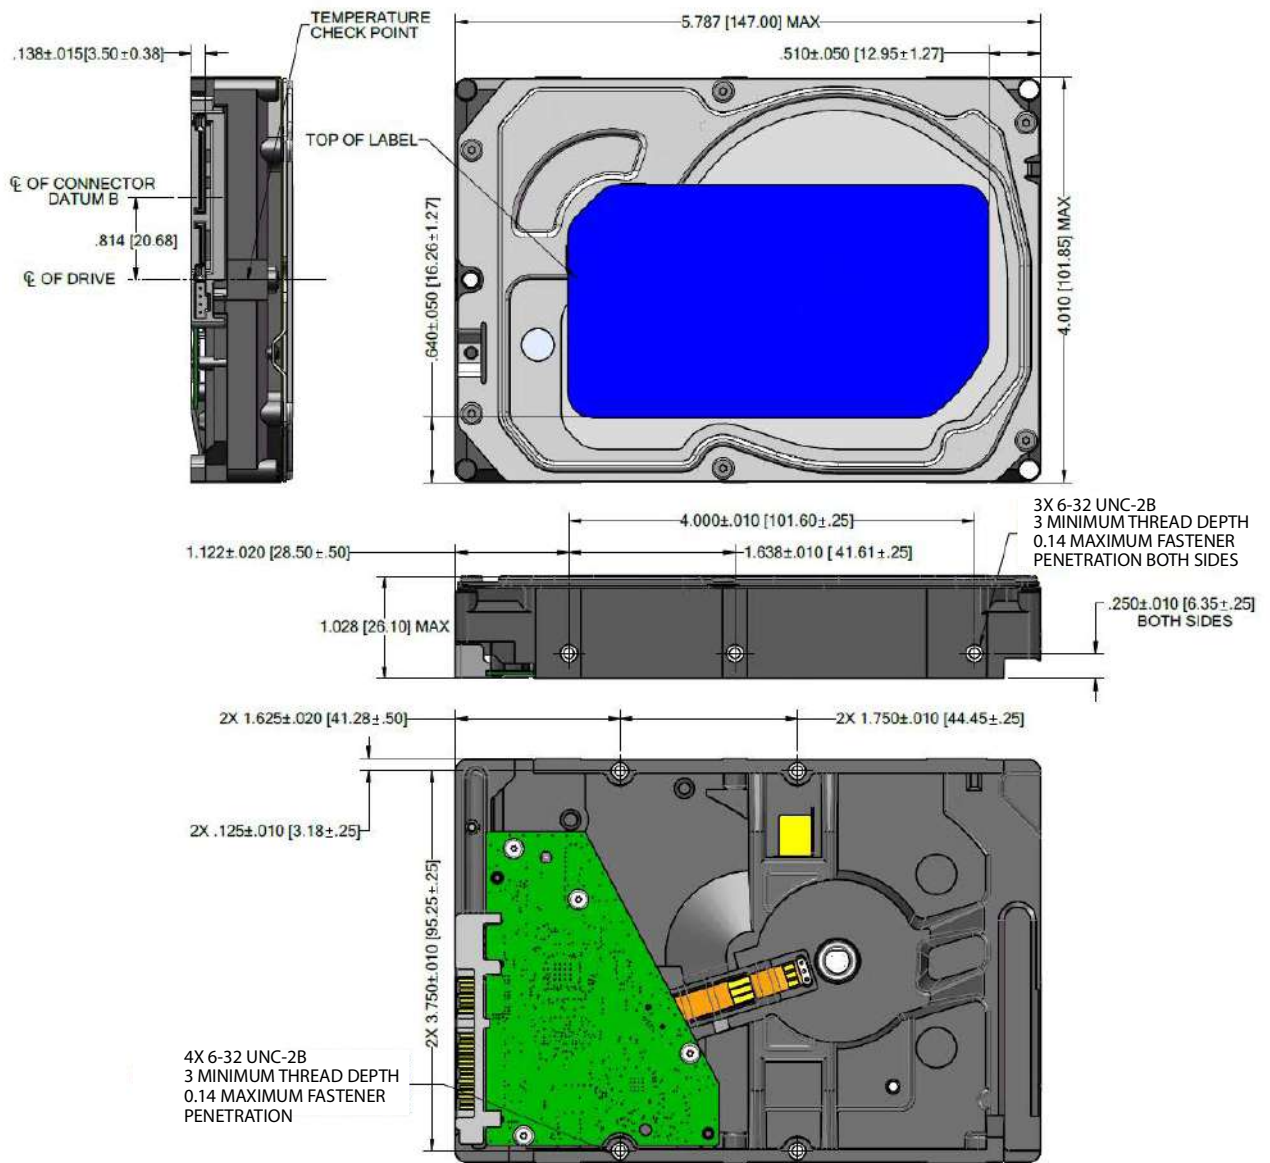 TEMPERATURE
CHECK POINT
.138±.015[3.50±0.38]
5.787 [147.00] MAX
.510±.050 [12.95±1.27]
TOP OF LABEL
℄ OF CONNECTOR
DATUM B
.814 [20.68]
℄ OF DRIVE
.640±.050 [16.26±1.27]
4.010 [101.85] MAX
3X 6-32 UNC-2B
3 MINIMUM THREAD DEPTH
0.14 MAXIMUM FASTENER
PENETRATION BOTH SIDES
4.000±.010 [101.60±.25]
1.122±.020 [28.50±.50]
1.638±.010 [41.61±.25]
1.028 [26.10] MAX
.250±.010 [6.35±.25]
BOTH SIDES
2X 1.625±.020 [41.28±.50]
2X 1.750±.010 [44.45±.25]
2X .125±.010 [3.18±.25]
2X 3.750±.010 [95.25±.25]
4X 6-32 UNC-2B
3 MINIMUM THREAD DEPTH
0.14 MAXIMUM FASTENER
PENETRATION